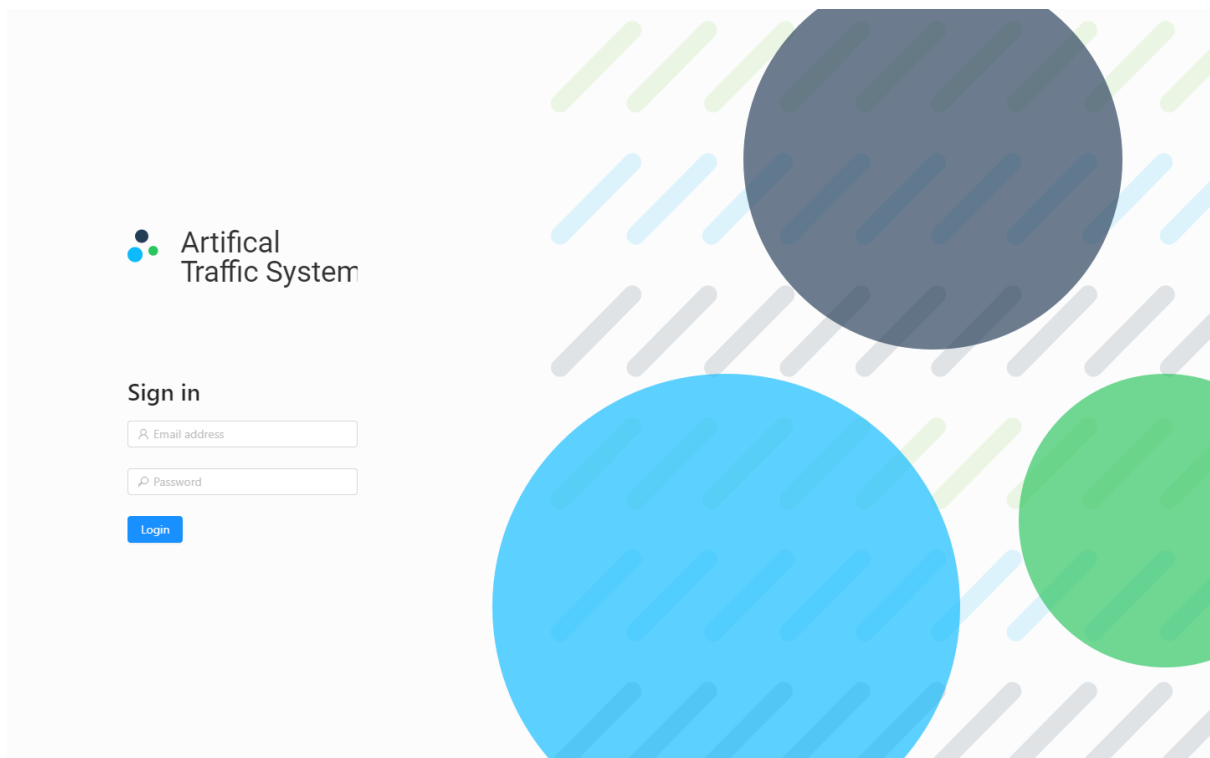 Artifical
Traffic System
Sign in
Email address
Password
Login